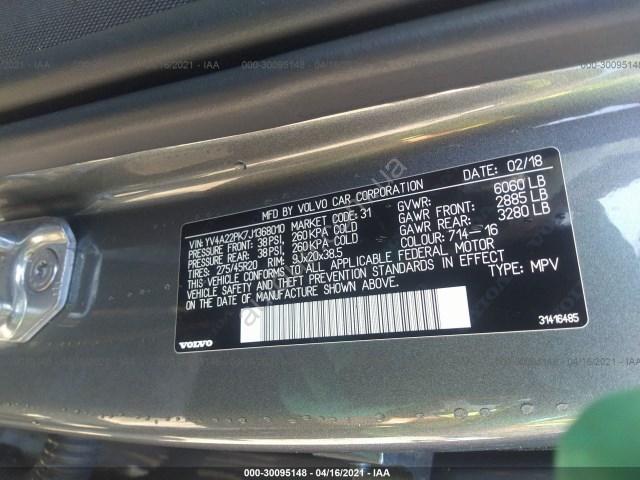 000-30095148 - 04/16/2021 - IAA
MFD BY VOLVO CAR CORPORATION DATE: 02/18
VIN: YV4A22PK7J1368010 MARKET CODE: 31 GVWR: 6060 LB
PRESSURE FRONT: 38PSI, 260KPA COLD GAWR FRONT: 2885 LB
PRESSURE REAR: 38PSI, 260KPA COLD GAWR REAR: 3280 LB
TIRES: 275/45R20 RIM: 9Jx20x38.5 COLOUR: 714-16
THIS VEHICLE CONFORMS TO ALL APPLICABLE FEDERAL MOTOR
VEHICLE SAFETY AND THEFT PREVENTION STANDARDS IN EFFECT
ON THE DATE OF MANUFACTURE SHOWN ABOVE. TYPE: MPV
VOLVO 31416485
000-30095148 - 04/16/2021 - IAA